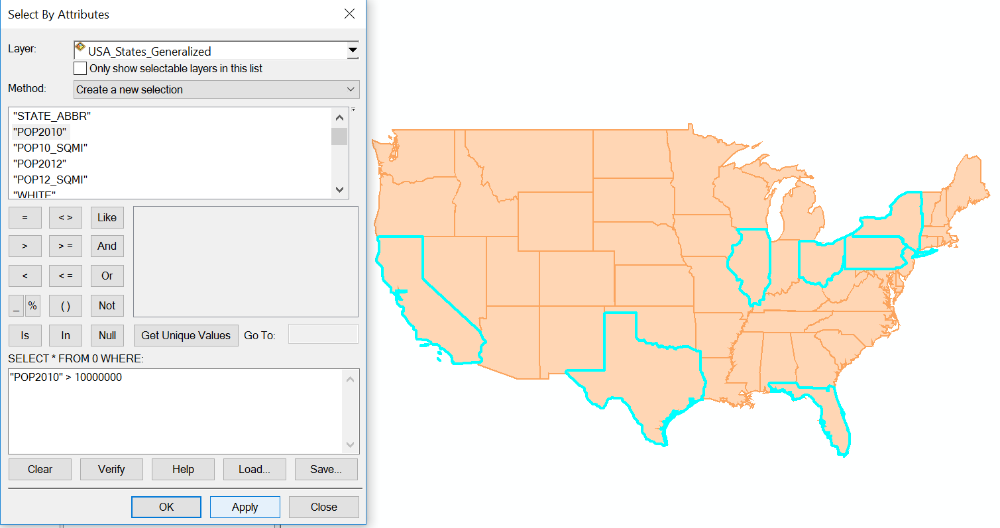 Select By Attributes
Layer:
USA_States_Generalized
Only show selectable layers in this list
Method:
Create a new selection
"STATE_ABBR"
"POP2010"
"POP10_SQMI"
"POP2012"
"POP12_SQMI"
"WHITE"
= < > Like
> > = And
< < = Or
_ % ( ) Not
Is In Null Get Unique Values Go To:
SELECT * FROM 0 WHERE:
"POP2010" > 10000000
Clear Verify Help Load... Save...
OK Apply Close